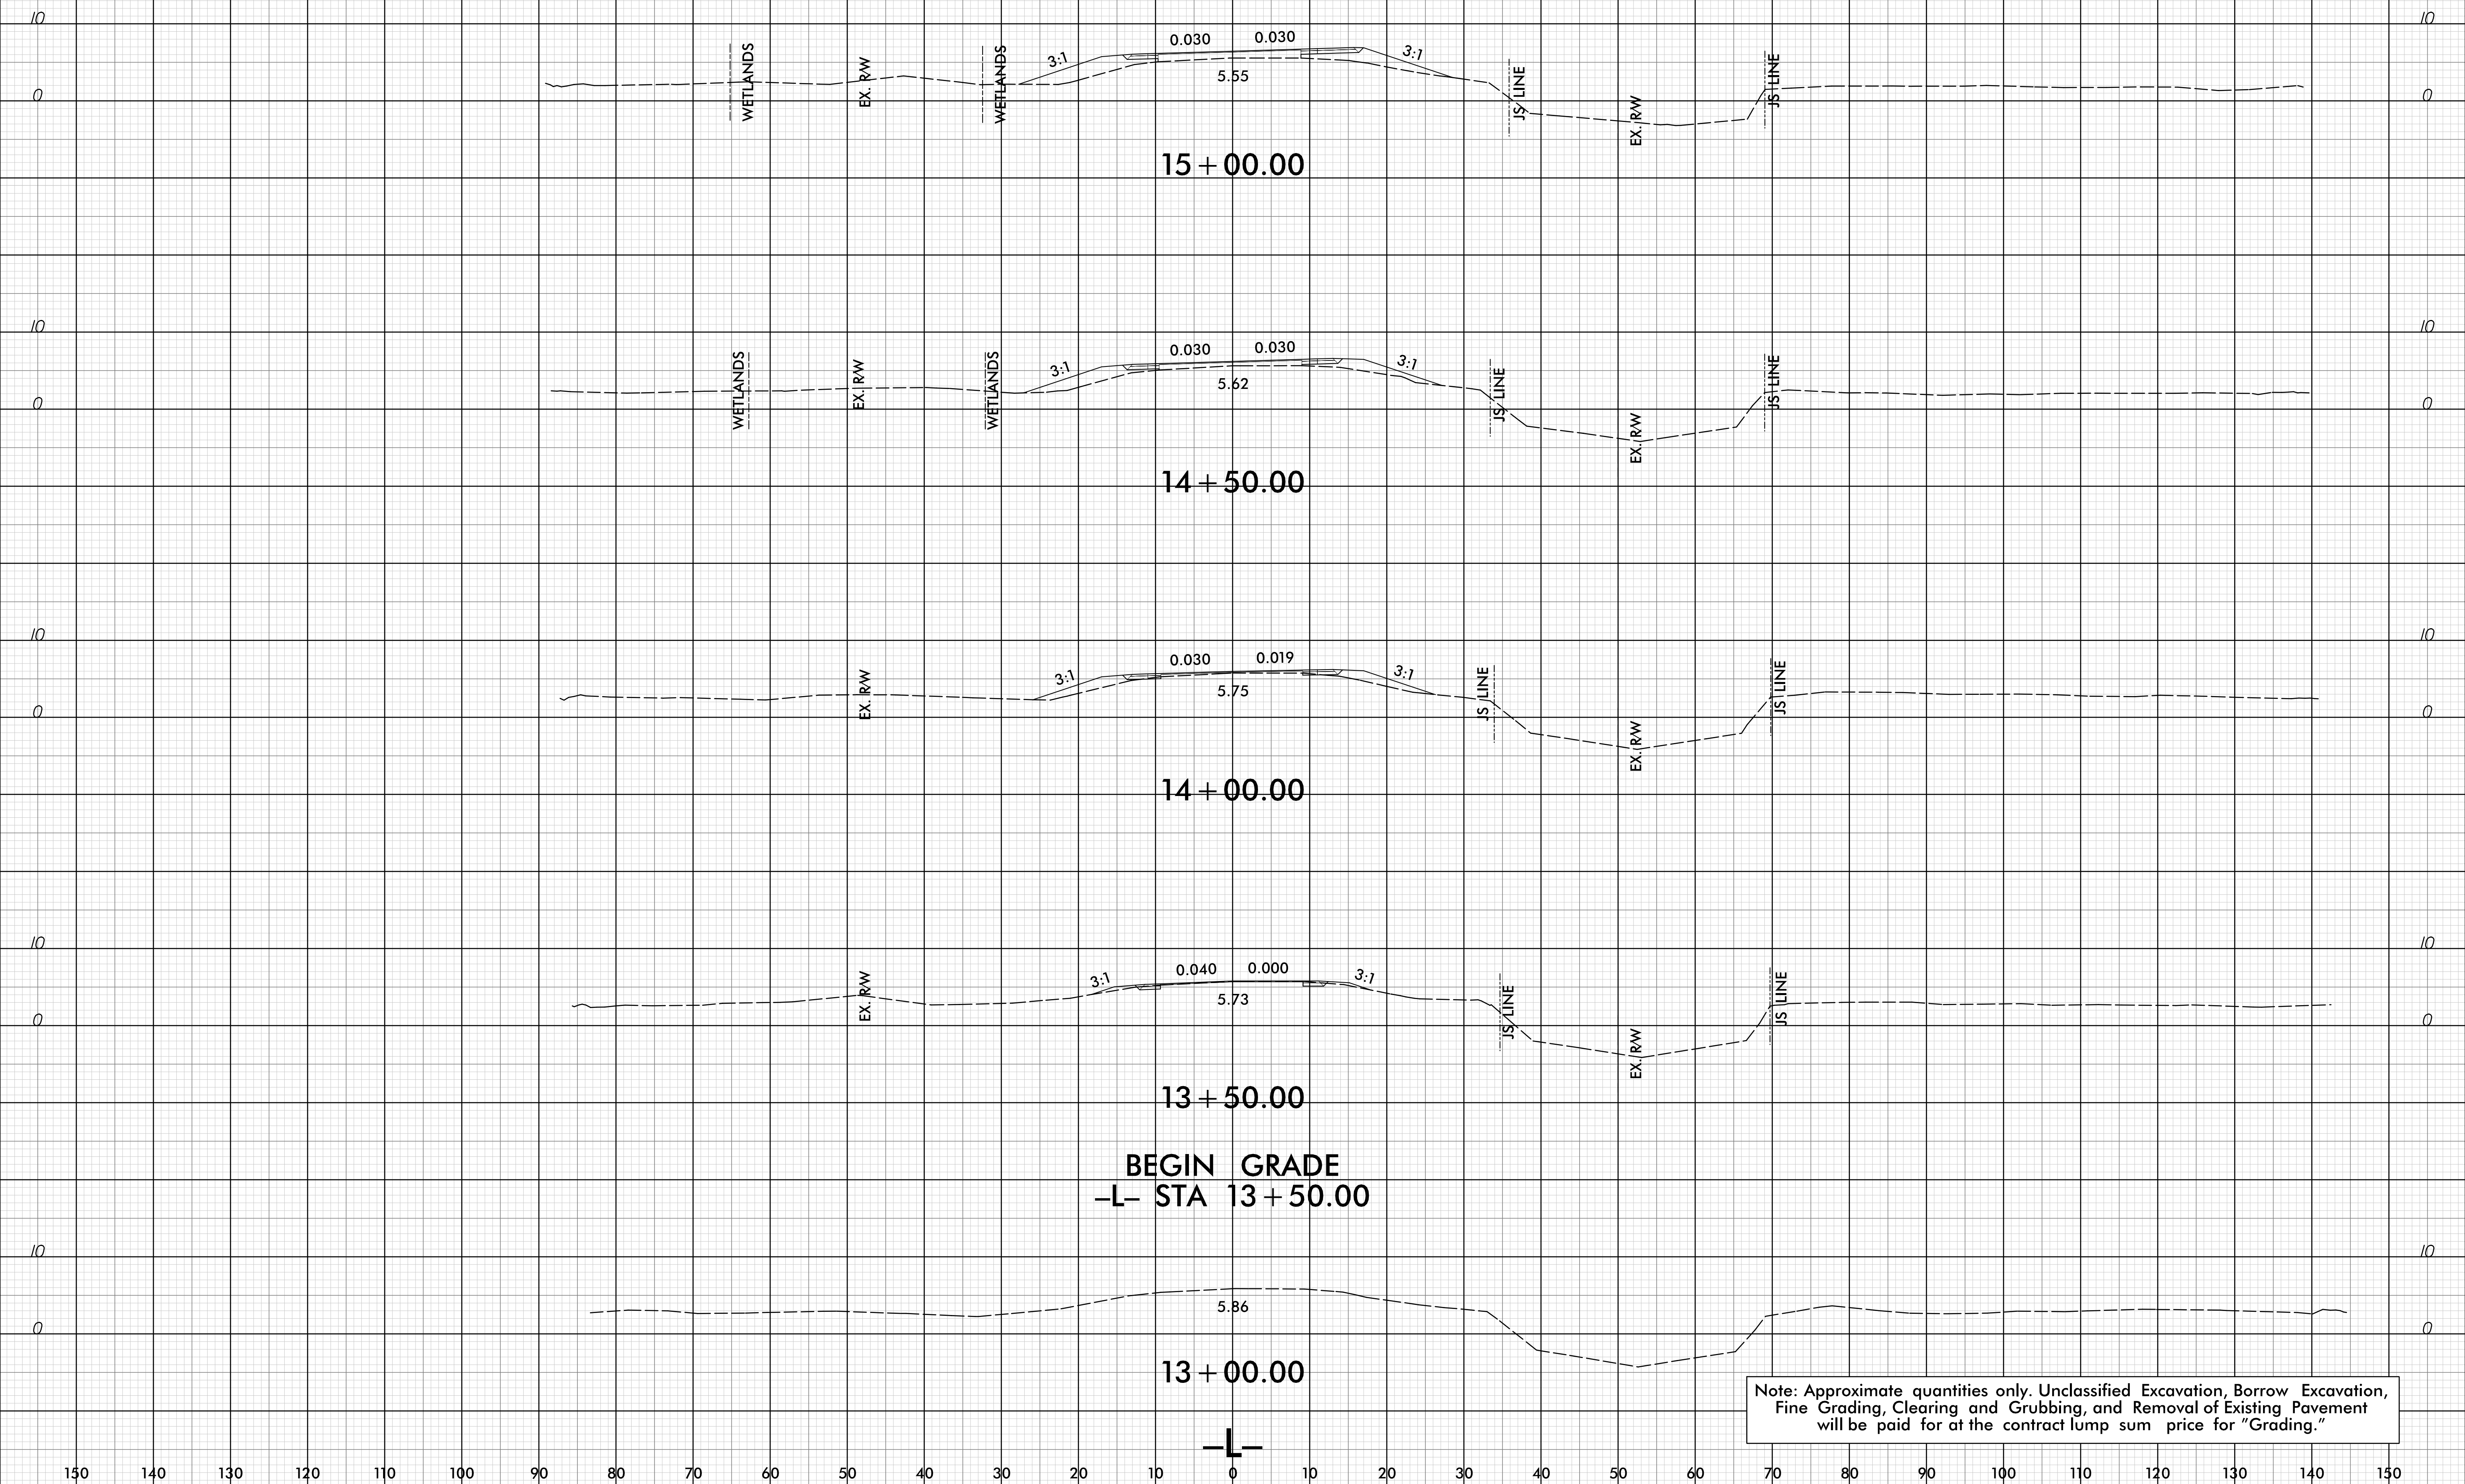 10 10
0.030 0.030
3:1 3:1
WETLANDS
EX. R/W
WETLANDS
5.55
JS LINE
EX. R/W
JS LINE
0 0
15+00.00
10 10
0.030 0.030
3:1 3:1
WETLANDS
EX. R/W
WETLANDS
5.62
JS LINE
EX. R/W
JS LINE
0 0
14+50.00
10 10
0.030 0.019
3:1 3:1
EX. R/W
5.75
JS LINE
EX. R/W
JS LINE
0 0
14+00.00
10 10
0.040 0.000
3:1 3:1
EX. R/W
5.73
JS LINE
EX. R/W
JS LINE
0 0
13+50.00
BEGIN GRADE
–L– STA 13+50.00
10 10
5.86
0 0
13+00.00
Note: Approximate quantities only. Unclassified Excavation, Borrow Excavation,
Fine Grading, Clearing and Grubbing, and Removal of Existing Pavement
will be paid for at the contract lump sum price for "Grading."
–L–
150 140 130 120 110 100 90 80 70 60 50 40 30 20 10 0 10 20 30 40 50 60 70 80 90 100 110 120 130 140 150